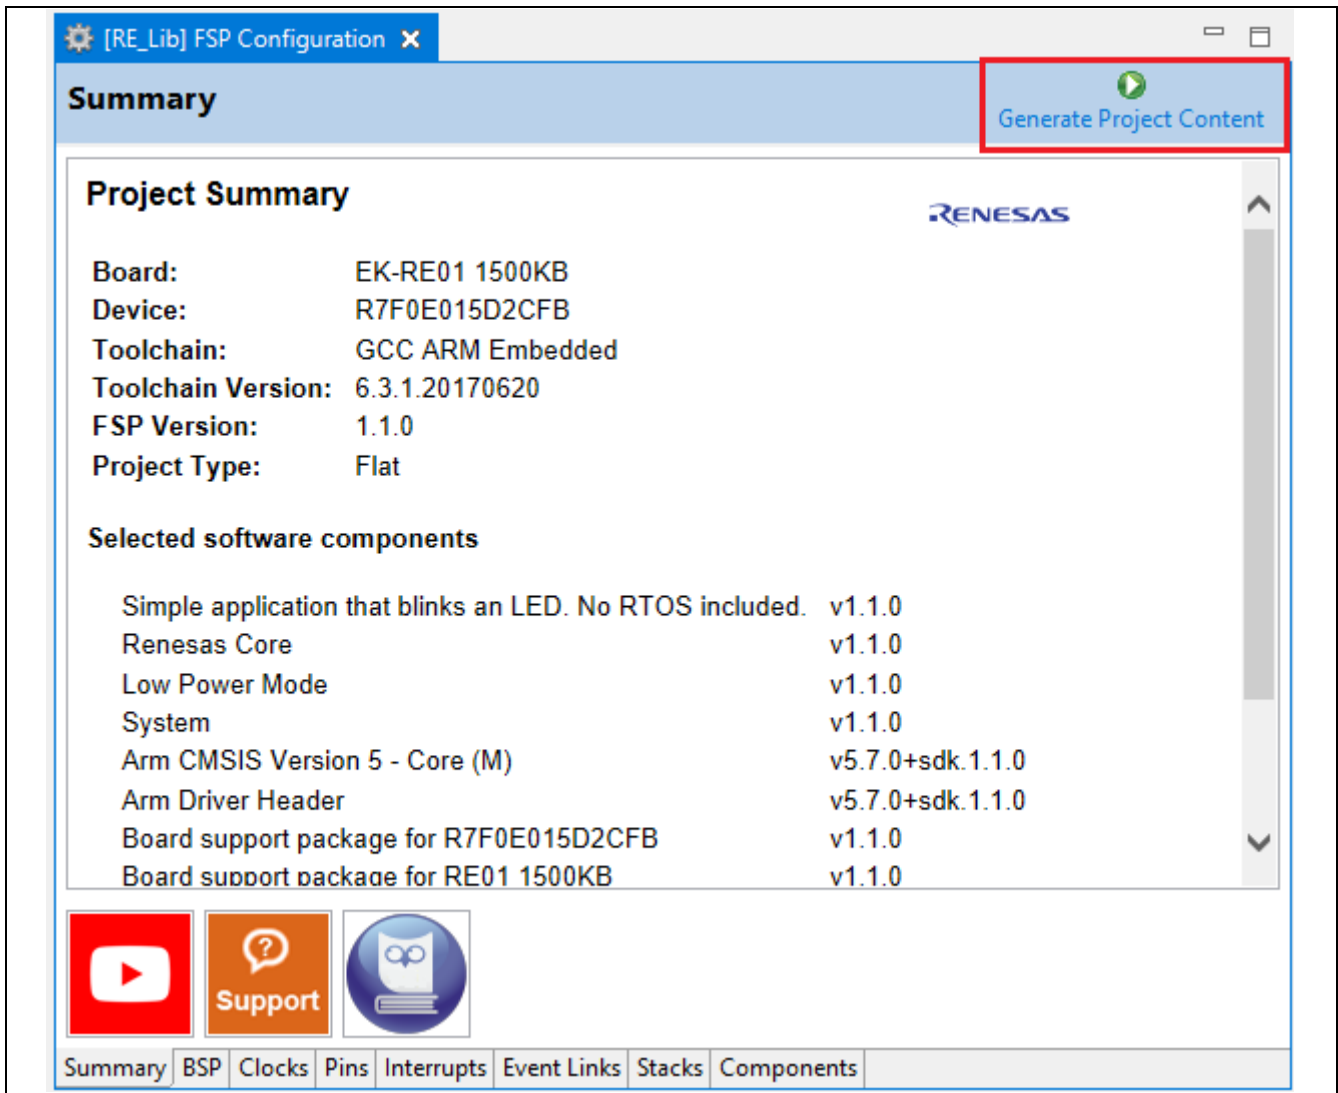 [RE_Lib] FSP Configuration
Summary
Generate Project Content
Project Summary
RENESAS
Board: EK-RE01 1500KB
Device: R7F0E015D2CFB
Toolchain: GCC ARM Embedded
Toolchain Version: 6.3.1.20170620
FSP Version: 1.1.0
Project Type: Flat
Selected software components
Simple application that blinks an LED. No RTOS included. v1.1.0
Renesas Core v1.1.0
Low Power Mode v1.1.0
System v1.1.0
Arm CMSIS Version 5 - Core (M) v5.7.0+sdk.1.1.0
Arm Driver Header v5.7.0+sdk.1.1.0
Board support package for R7F0E015D2CFB v1.1.0
Board support package for RE01 1500KB v1.1.0
?
Support
Summary BSP Clocks Pins Interrupts Event Links Stacks Components